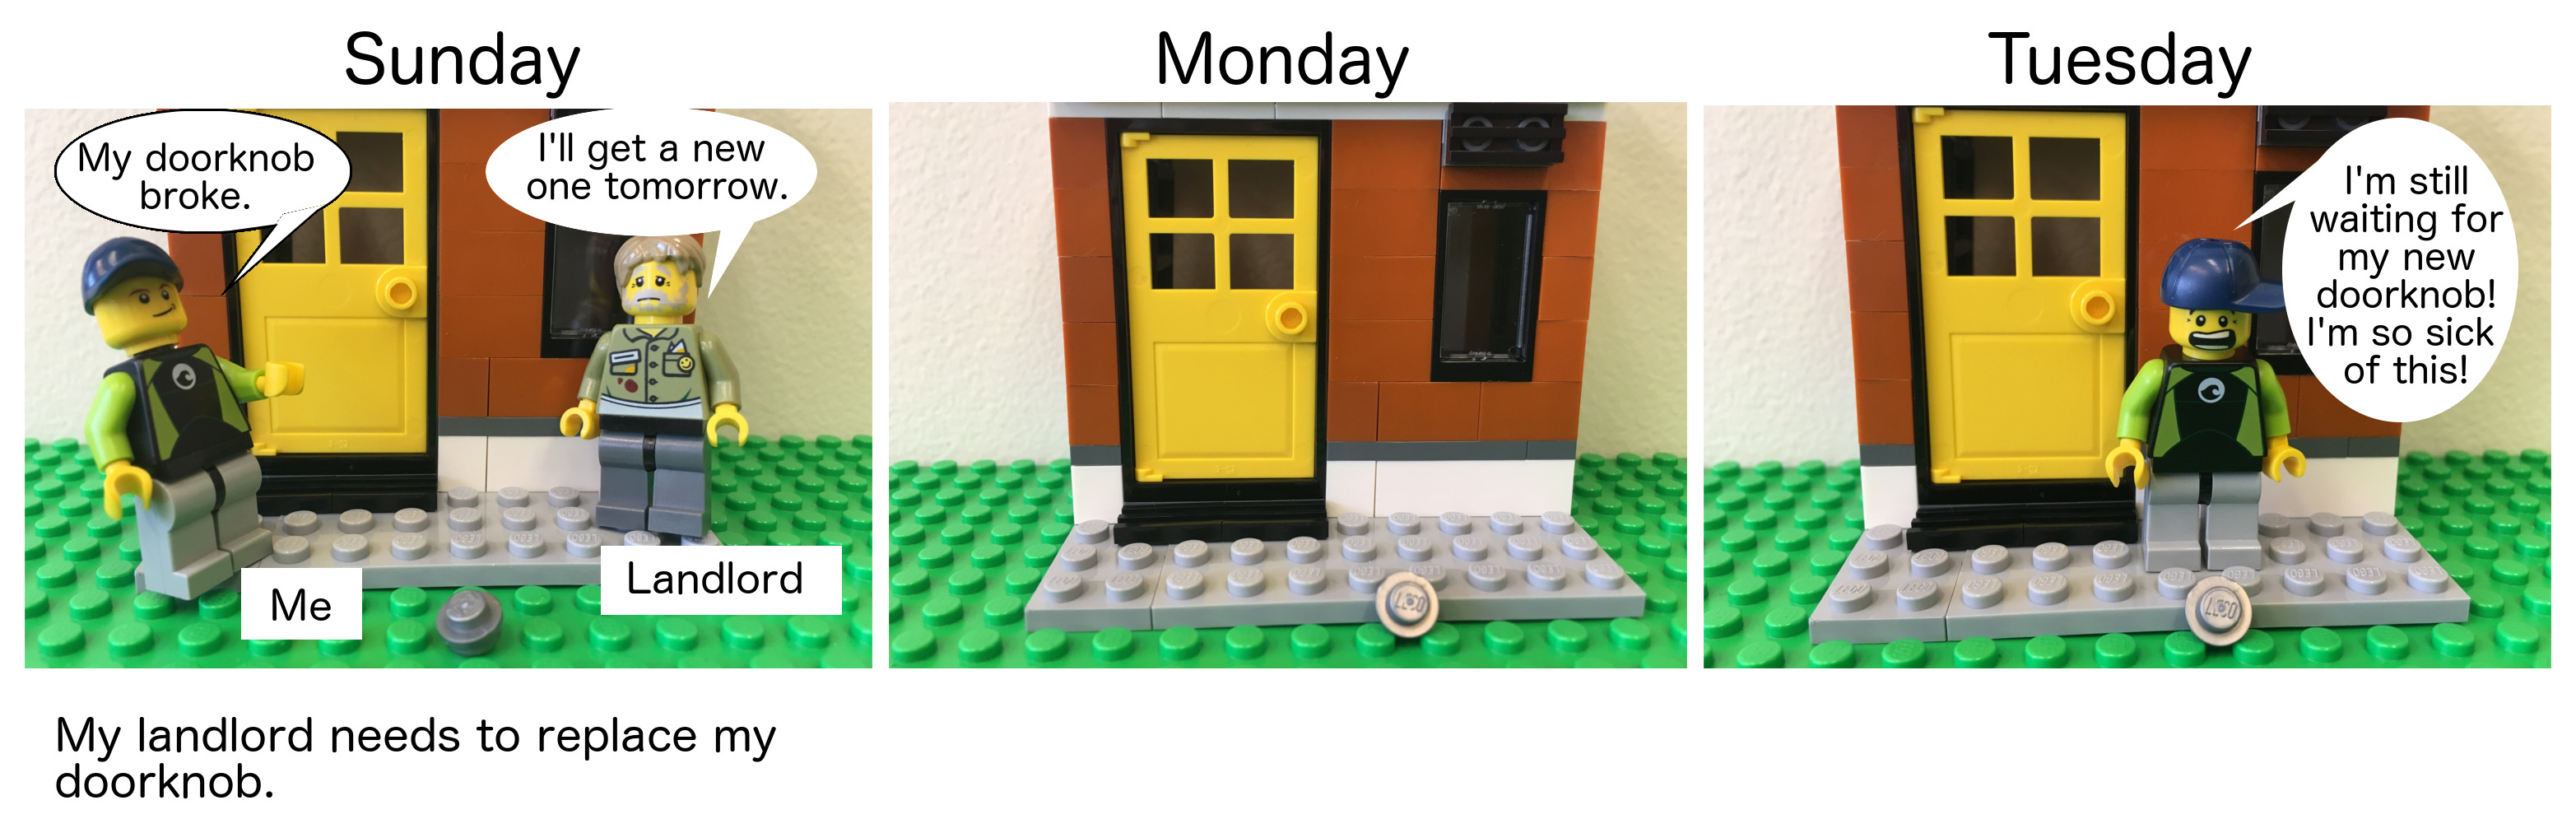 Sunday
Monday
Tuesday
My doorknob
broke.
I'll get a new
one tomorrow.
Me
Landlord
I'm still
waiting for
my new
doorknob!
I'm so sick
of this!
My landlord needs to replace my
doorknob.